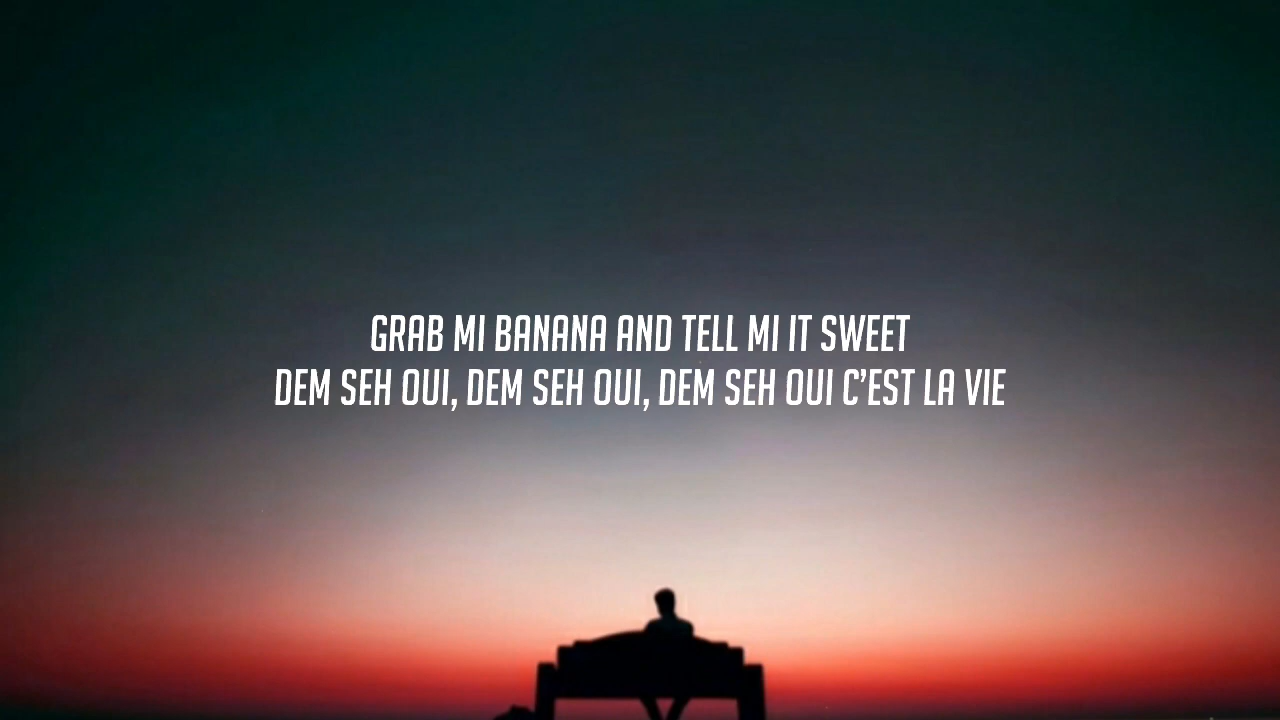 GRAB MI BANANA AND TELL MI IT SWEET
DEM SEH OUI, DEM SEH OUI, DEM SEH OUI C’EST LA VIE